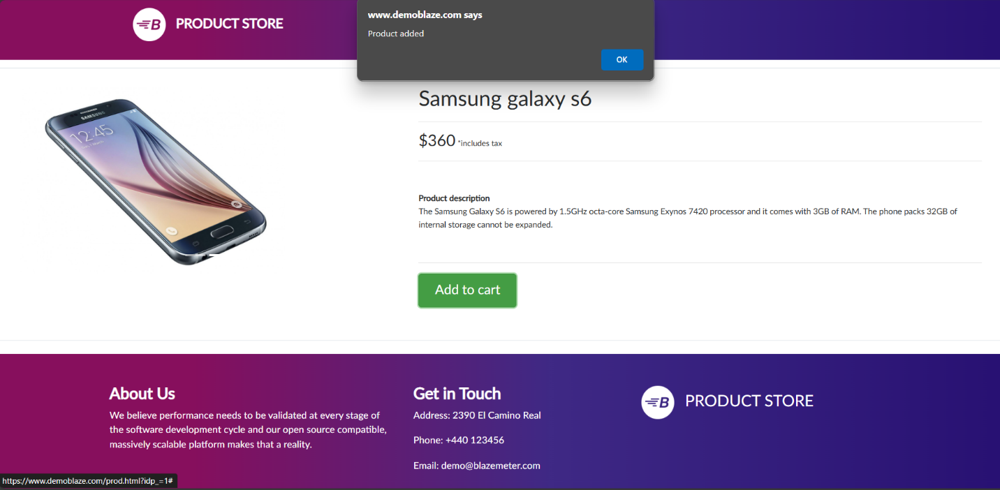 www.demoblaze.com says
Product added
OK
B PRODUCT STORE
SAMSUNG
12:45
Samsung galaxy s6
$360 *includes tax
Product description
The Samsung Galaxy S6 is powered by 1.5GHz octa-core Samsung Exynos 7420 processor and it comes with 3GB of RAM. The phone packs 32GB of
internal storage cannot be expanded.
Add to cart
About Us
We believe performance needs to be validated at every stage of
the software development cycle and our open source compatible,
massively scalable platform makes that a reality.
Get in Touch
Address: 2390 El Camino Real
Phone: +440 123456
Email: demo@blazemeter.com
B PRODUCT STORE
https://www.demoblaze.com/prod.html?idp_=1#